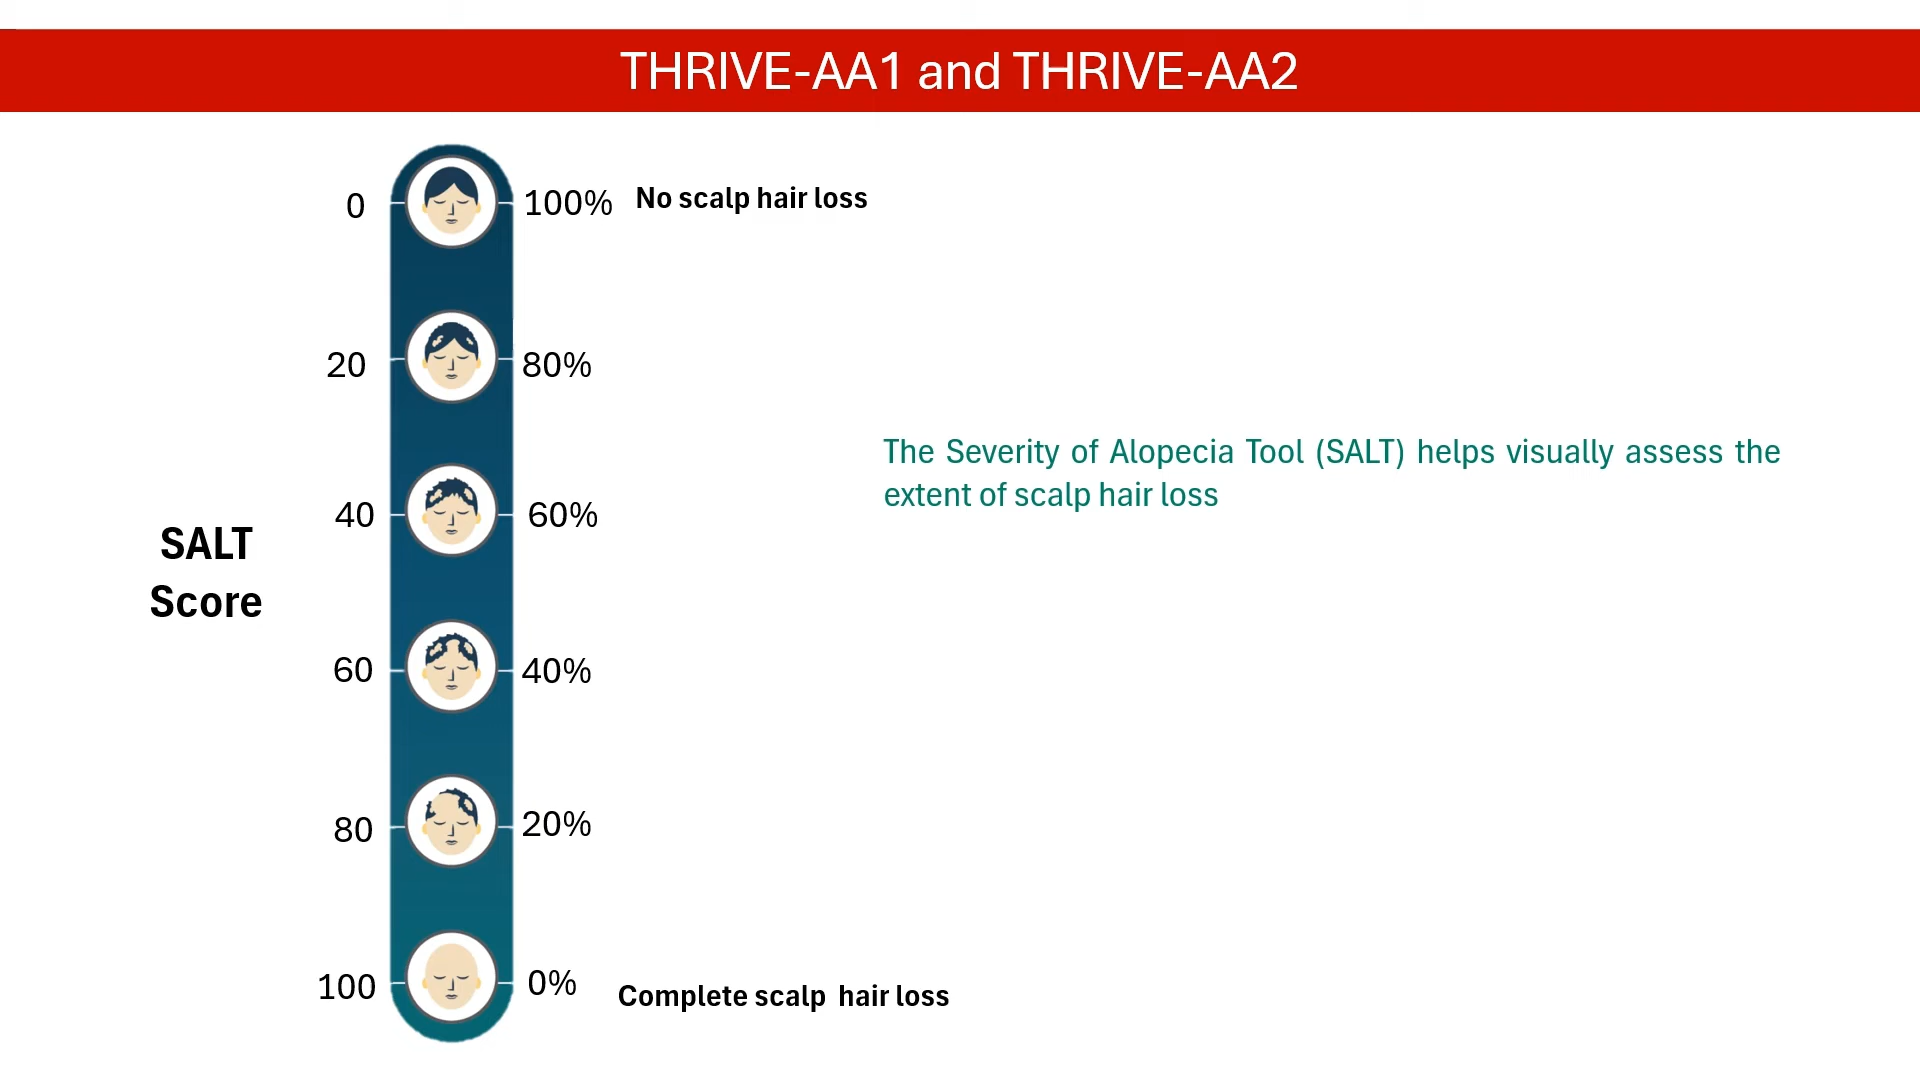 THRIVE-AA1 and THRIVE-AA2
0 100% No scalp hair loss
20 80%
The Severity of Alopecia Tool (SALT) helps visually assess the
extent of scalp hair loss
40 60%
SALT
Score
60 40%
80 20%
100 0% Complete scalp hair loss